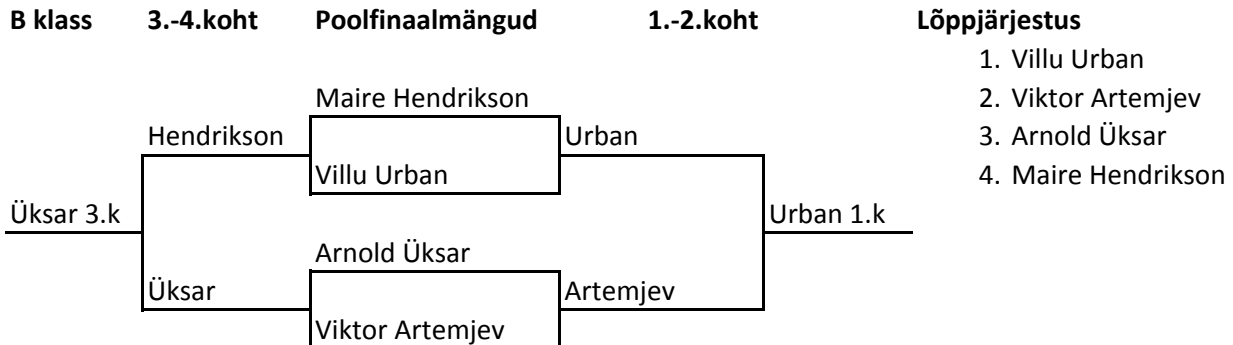 B klass 3.-4.koht Poolfinaalmängud 1.-2.koht Lõppjärjestus
1. Villu Urban
Maire Hendrikson 2. Viktor Artemjev
Hendrikson Urban 3. Arnold Üksar
Villu Urban 4. Maire Hendrikson
Üksar 3.k Urban 1.k
Arnold Üksar
Üksar Artemjev
Viktor Artemjev